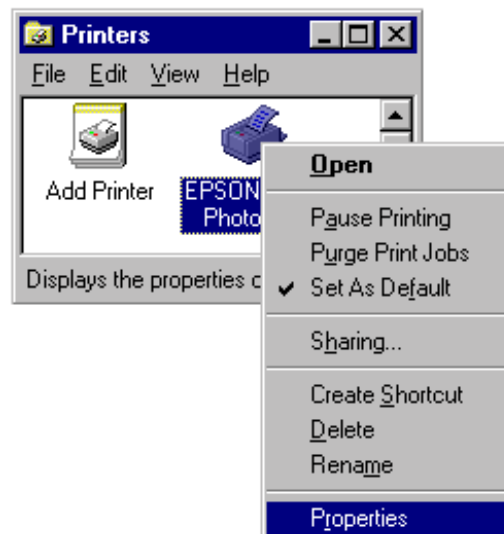 Printers
File Edit View Help
Add Printer
EPSON
Photo
Displays the properties
Open
Pause Printing
Purge Print Jobs
Set As Default
Sharing...
Create Shortcut
Delete
Rename
Properties